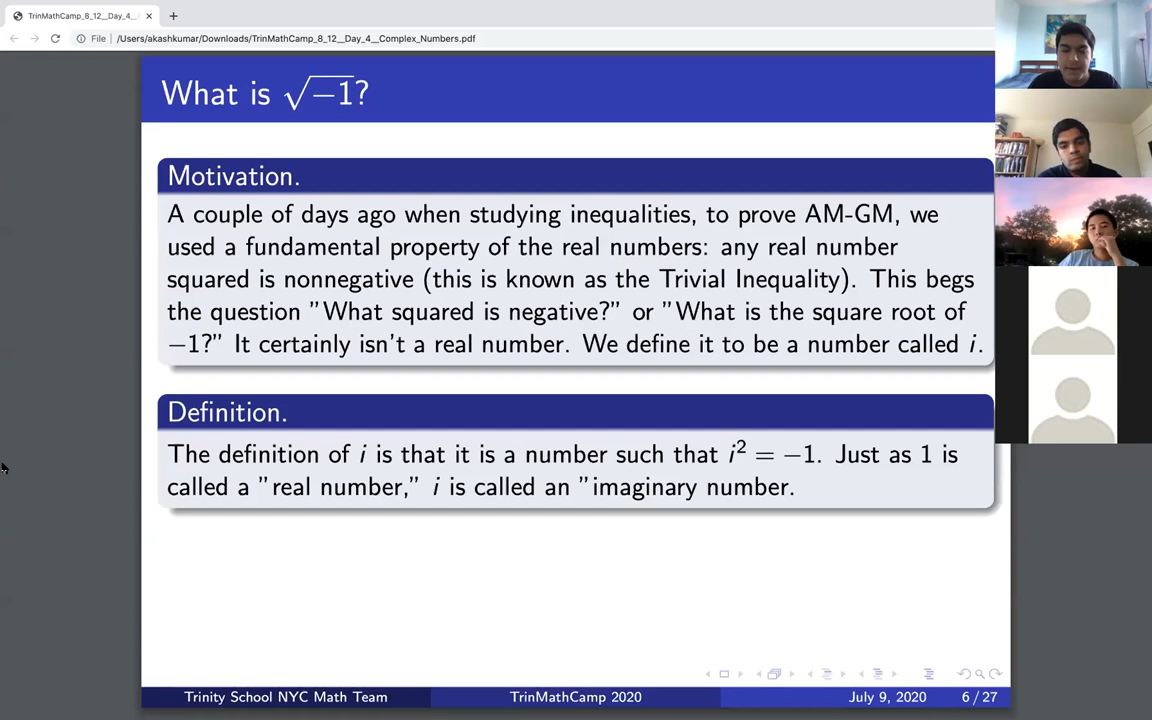 TrinMathCamp_8_12__Day_4_
File
/Users/akashkumar/Downloads/TrinMathCamp_8_12__Day_4__Complex_Numbers.pdf
What is √−1?
Motivation.
A couple of days ago when studying inequalities, to prove AM-GM, we
used a fundamental property of the real numbers: any real number
squared is nonnegative (this is known as the Trivial Inequality). This begs
the question ”What squared is negative?” or ”What is the square root of
−1?” It certainly isn’t a real number. We define it to be a number called i.
Definition.
The definition of i is that it is a number such that i² = −1. Just as 1 is
called a ”real number,” i is called an ”imaginary number.
Trinity School NYC Math Team
TrinMathCamp 2020
July 9, 2020
6 / 27